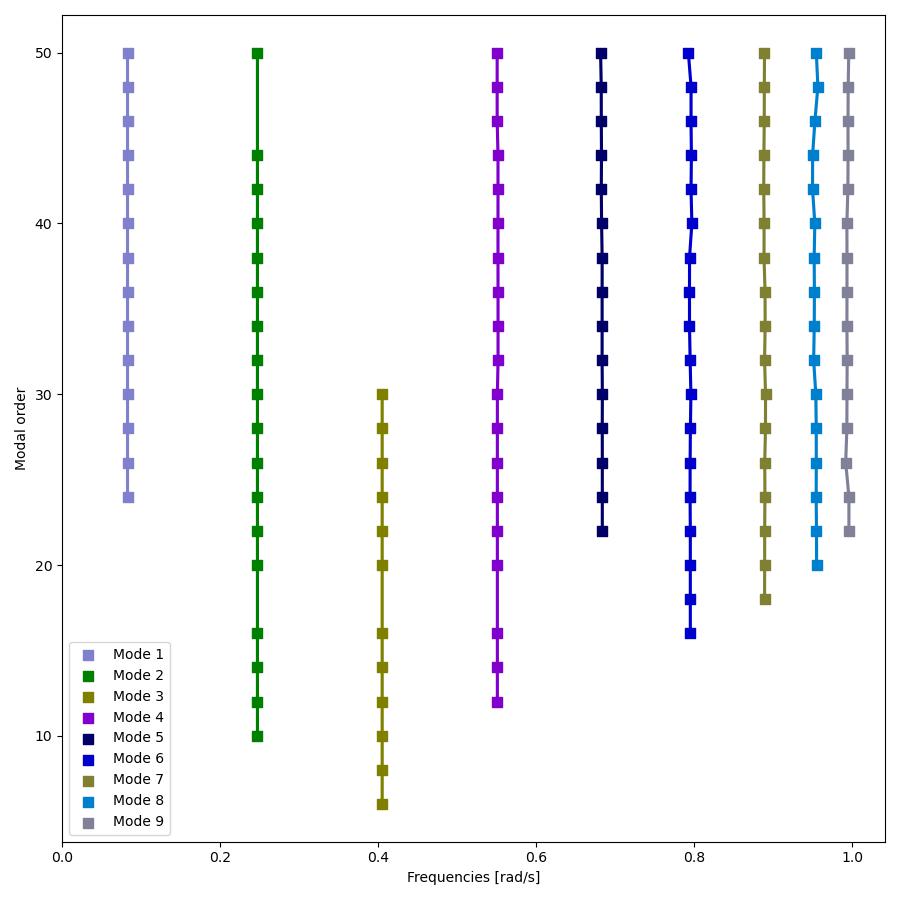 50
40
30
20
10
Modal order
Mode 1
Mode 2
Mode 3
Mode 4
Mode 5
Mode 6
Mode 7
Mode 8
Mode 9
0.0 0.2 0.4 0.6 0.8 1.0
Frequencies [rad/s]